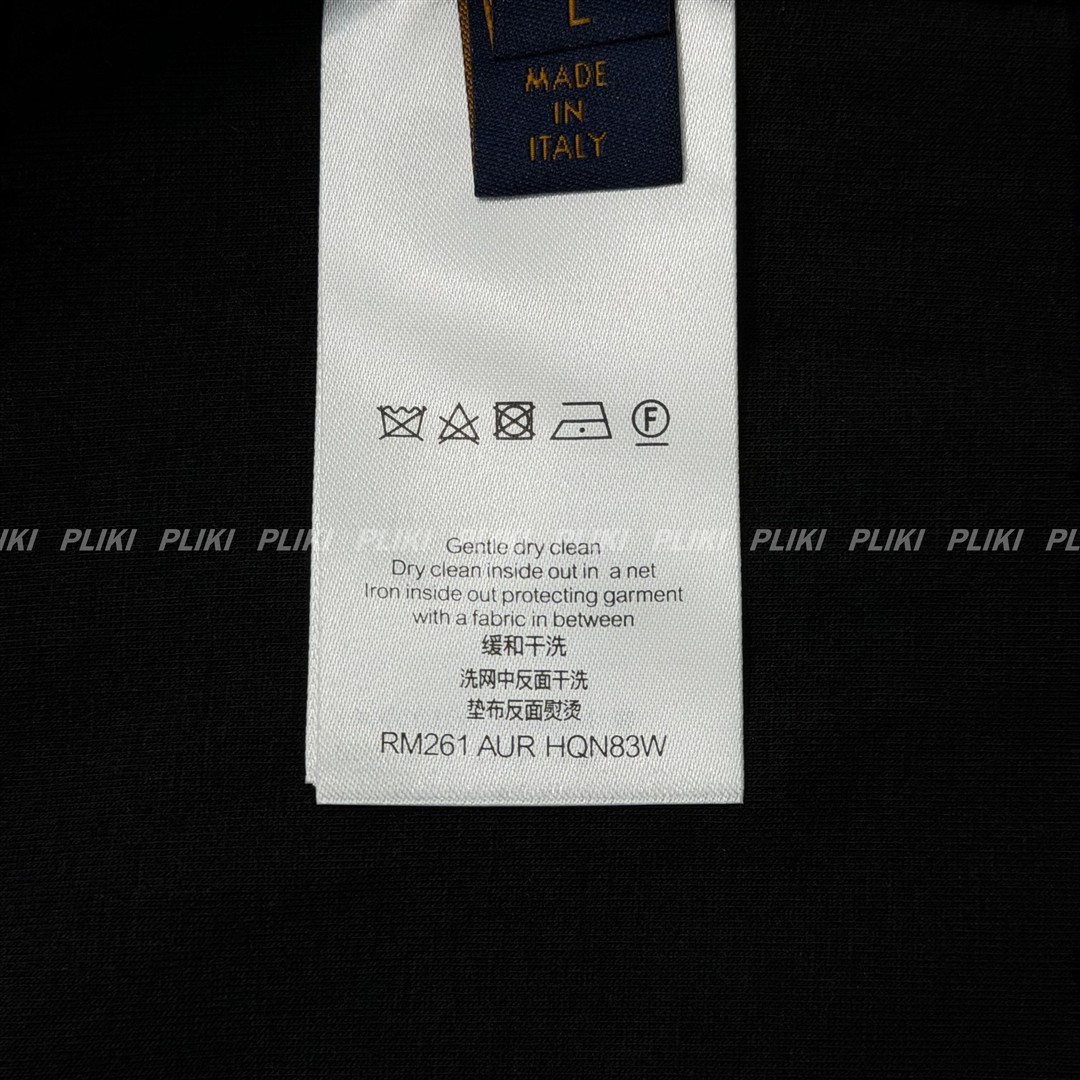 L
MADE
IN
ITALY
F
PLIKI PLIKI PLIKI PLIKI PLIKI PLIKI PLIKI PLIKI PLIKI PLIKI
Gentle dry clean
Dry clean inside out in a net
Iron inside out protecting garment
with a fabric in between
缓和干洗
洗网中反面干洗
垫布反面熨烫
RM261 AUR HQN83W